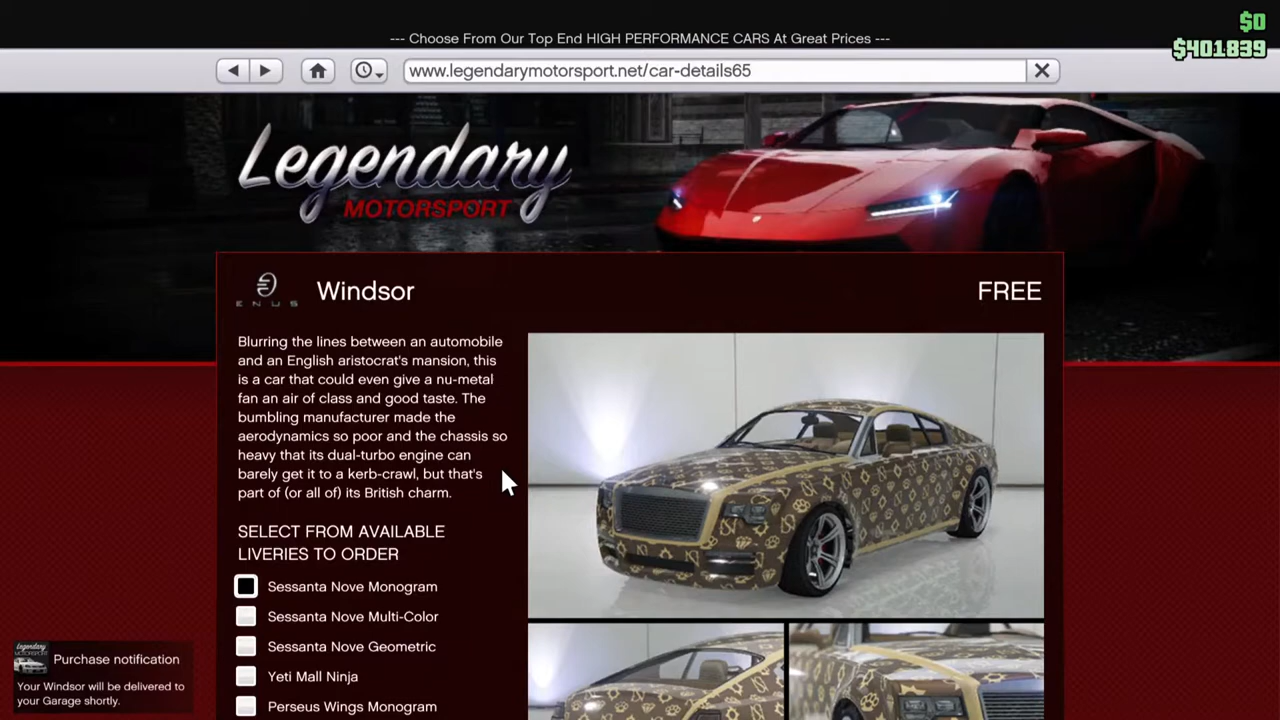 --- Choose From Our Top End HIGH PERFORMANCE CARS At Great Prices ---
$0
$401839
www.legendarymotorsport.net/car-details65
Legendary
MOTORSPORT
ENUS
Windsor
FREE
Blurring the lines between an automobile
and an English aristocrat's mansion, this
is a car that could even give a nu-metal
fan an air of class and good taste. The
bumbling manufacturer made the
aerodynamics so poor and the chassis so
heavy that its dual-turbo engine can
barely get it to a kerb-crawl, but that's
part of (or all of) its British charm.
SELECT FROM AVAILABLE
LIVERIES TO ORDER
Sessanta Nove Monogram
Sessanta Nove Multi-Color
Sessanta Nove Geometric
Yeti Mall Ninja
Perseus Wings Monogram
Legendary
Purchase notification
Your Windsor will be delivered to
your Garage shortly.